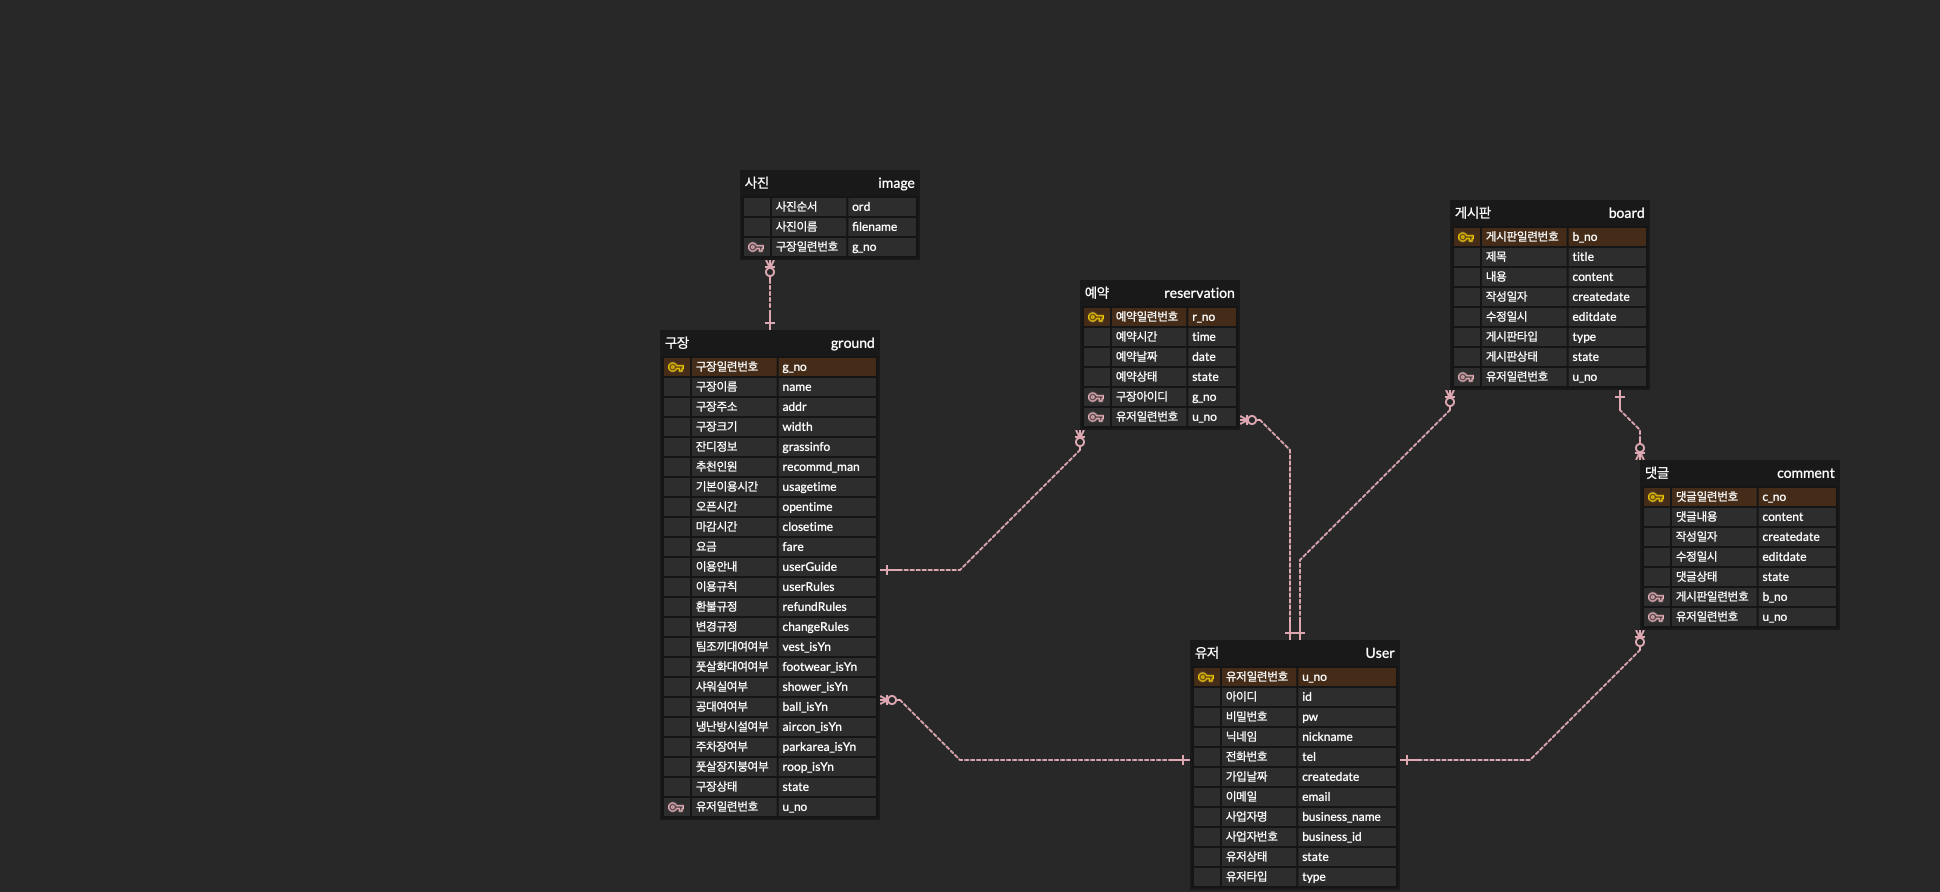 사진 image
사진순서 ord
사진이름 filename
구장일련번호 g_no
구장 ground
구장일련번호 g_no
구장이름 name
구장주소 addr
구장크기 width
잔디정보 grassinfo
추천인원 recommd_man
기본이용시간 usagetime
오픈시간 opentime
마감시간 closetime
요금 fare
이용안내 userGuide
이용규칙 userRules
환불규정 refundRules
변경규정 changeRules
팀조끼대여여부 vest_isYn
풋살화대여여부 footwear_isYn
샤워실여부 shower_isYn
공대여여부 ball_isYn
냉난방시설여부 aircon_isYn
주차장여부 parkarea_isYn
풋살장지붕여부 roop_isYn
구장상태 state
유저일련번호 u_no
예약 reservation
예약일련번호 r_no
예약시간 time
예약날짜 date
예약상태 state
구장아이디 g_no
유저일련번호 u_no
게시판 board
게시판일련번호 b_no
제목 title
내용 content
작성일자 createdate
수정일시 editdate
게시판타입 type
게시판상태 state
유저일련번호 u_no
댓글 comment
댓글일련번호 c_no
댓글내용 content
작성일자 createdate
수정일시 editdate
댓글상태 state
게시판일련번호 b_no
유저일련번호 u_no
유저 User
유저일련번호 u_no
아이디 id
비밀번호 pw
닉네임 nickname
전화번호 tel
가입날짜 createdate
이메일 email
사업자명 business_name
사업자번호 business_id
유저상태 state
유저타입 type